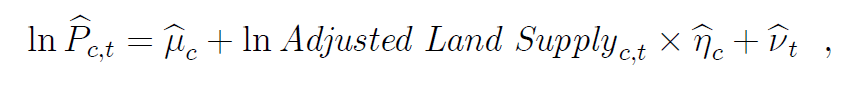 ln P̂_{c,t} = μ̂_c + ln Adjusted Land Supply_{c,t} × η̂_c + ν̂_t ,